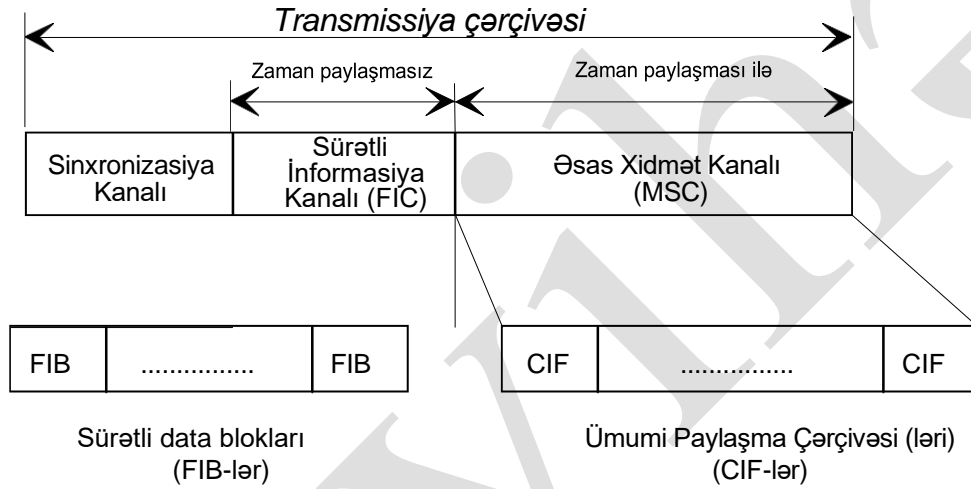 Transmissiya çərçivəsi
Zaman paylaşmasız
Zaman paylaşması ilə
Sinxronizasiya
Kanalı
Sürətli
İnformasiya
Kanalı (FIC)
Əsas Xidmət Kanalı
(MSC)
FIB
................
FIB
CIF
................
CIF
Sürətli data blokları
(FIB-lər)
Ümumi Paylaşma Çərçivəsi (ləri)
(CIF-lər)